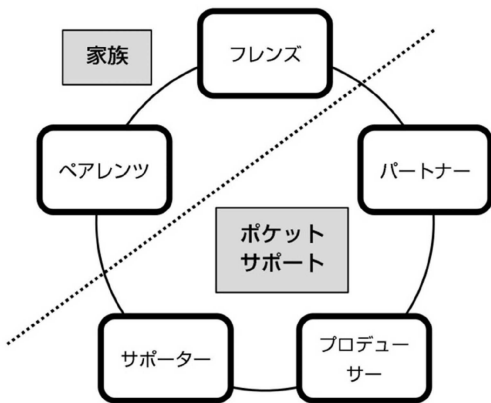 家族
フレンズ
ペアレンツ
パートナー
ポケット
サポート
サポーター
プロデュー
サー